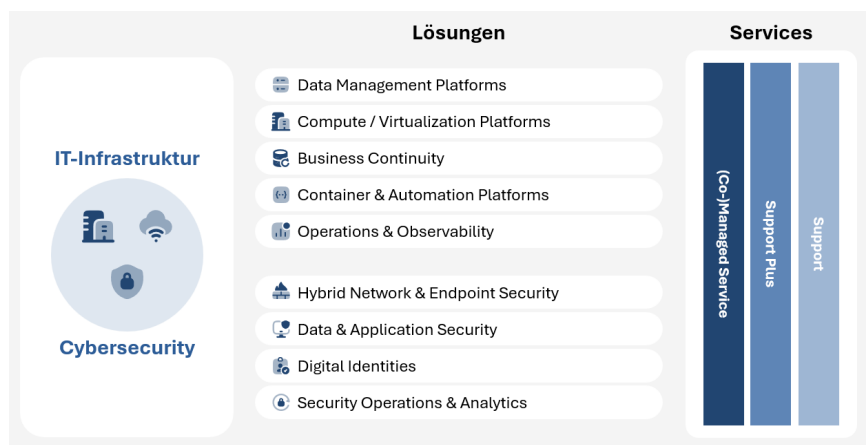 Lösungen
Services
IT-Infrastruktur
Cybersecurity
Data Management Platforms
Compute / Virtualization Platforms
Business Continuity
Container & Automation Platforms
Operations & Observability
Hybrid Network & Endpoint Security
Data & Application Security
Digital Identities
Security Operations & Analytics
(Co-)Managed Service
Support Plus
Support